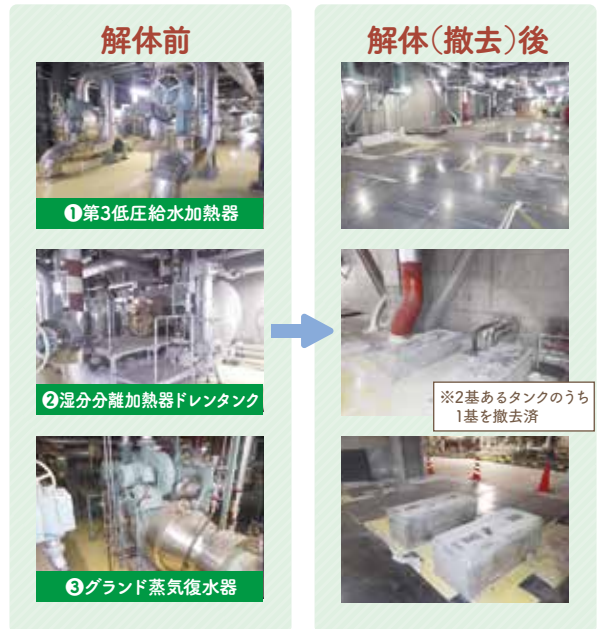 解体前
解体(撤去)後
❶第3低圧給水加熱器
❷湿分分離加熱器ドレンタンク
※2基あるタンクのうち
1基を撤去済
❸グランド蒸気復水器